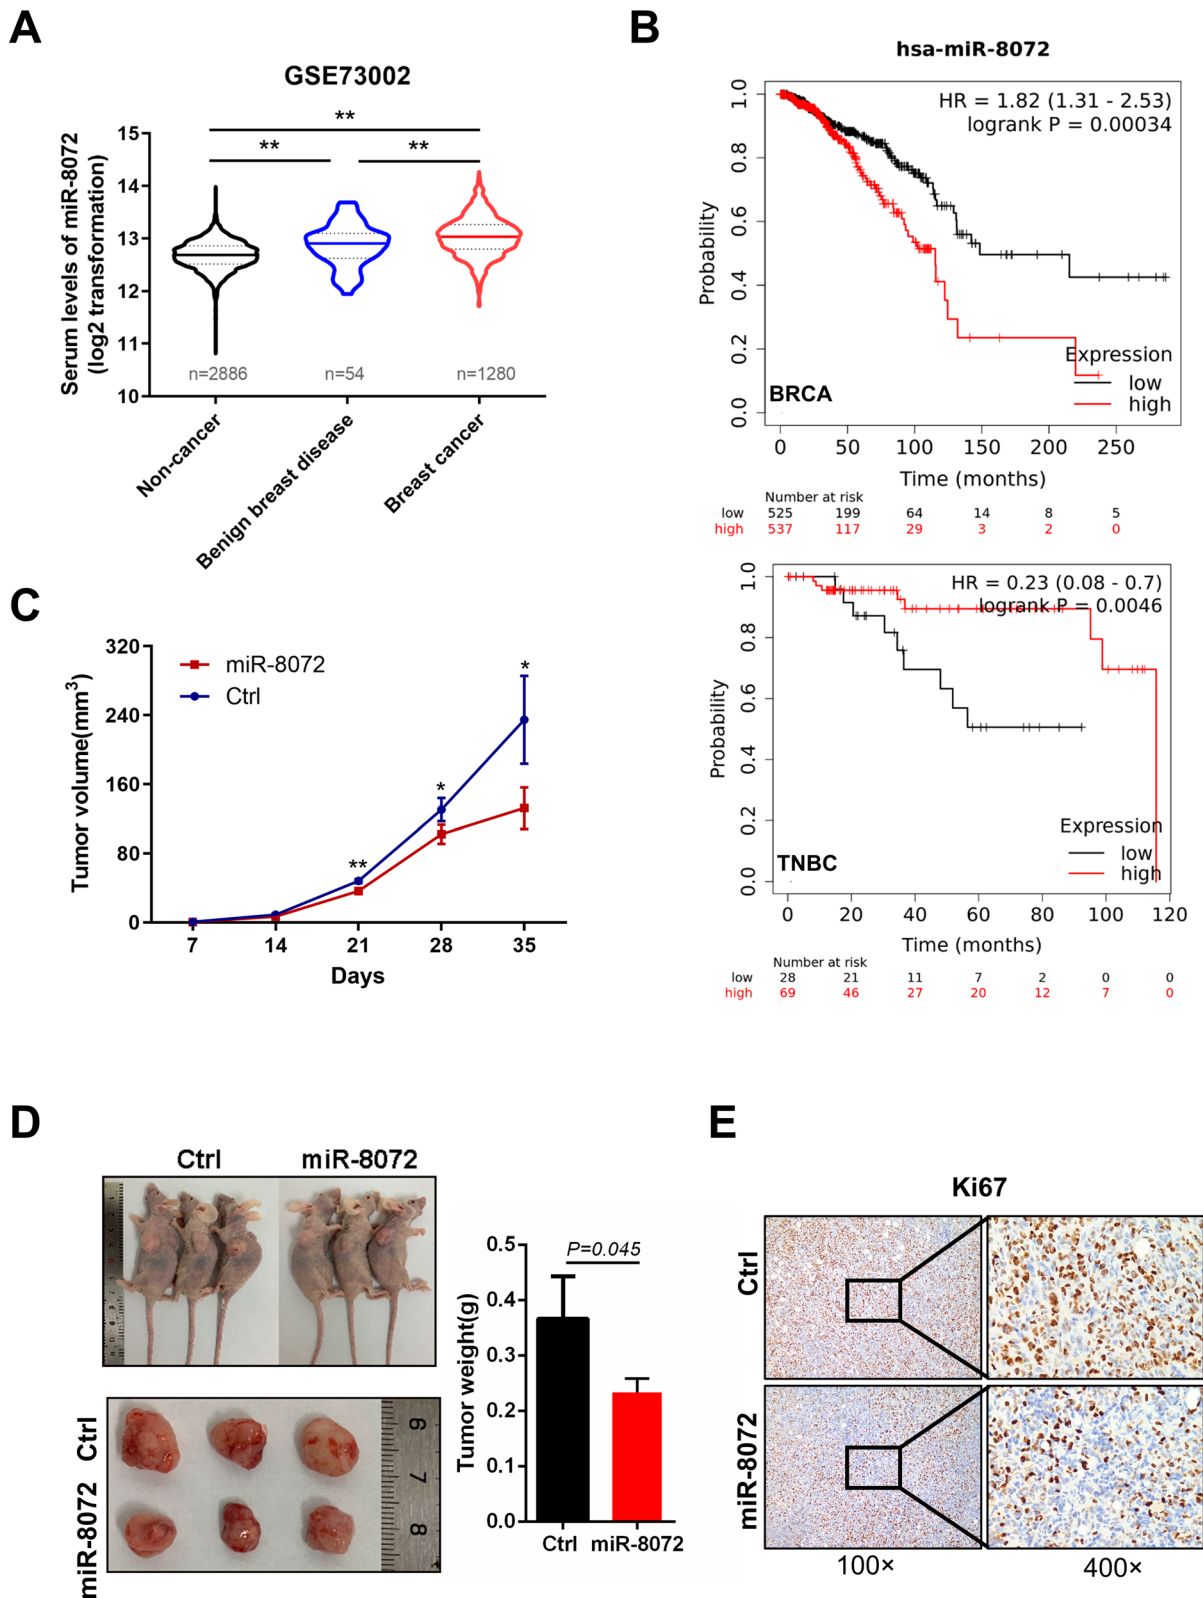 A
GSE73002
Serum levels of miR-8072
(log2 transformation)
15
14
13
12
11
10
**
**
**
n=2886
n=54
n=1280
Non-cancer
Benign breast disease
Breast cancer
B
hsa-miR-8072
HR = 1.82 (1.31 - 2.53)
logrank P = 0.00034
Probability
1.0
0.8
0.6
0.4
0.2
0.0
Expression
low
high
BRCA
0 50 100 150 200 250
Time (months)
Number at risk
low 525 199 64 14 8 5
high 537 117 29 3 2 0
HR = 0.23 (0.08 - 0.7)
logrank P = 0.0046
Probability
1.0
0.8
0.6
0.4
0.2
0.0
Expression
low
high
TNBC
0 20 40 60 80 100 120
Time (months)
Number at risk
low 28 21 11 7 2 0 0
high 69 46 27 20 12 7 0
C
Tumor volume(mm3)
320
240
160
80
0
miR-8072
Ctrl
**
*
*
7 14 21 28 35
Days
D
Ctrl miR-8072
Ctrl
miR-8072
6
7
8
Tumor weight(g)
0.5
0.4
0.3
0.2
0.1
0.0
P=0.045
Ctrl miR-8072
E
Ki67
Ctrl
miR-8072
100×
400×